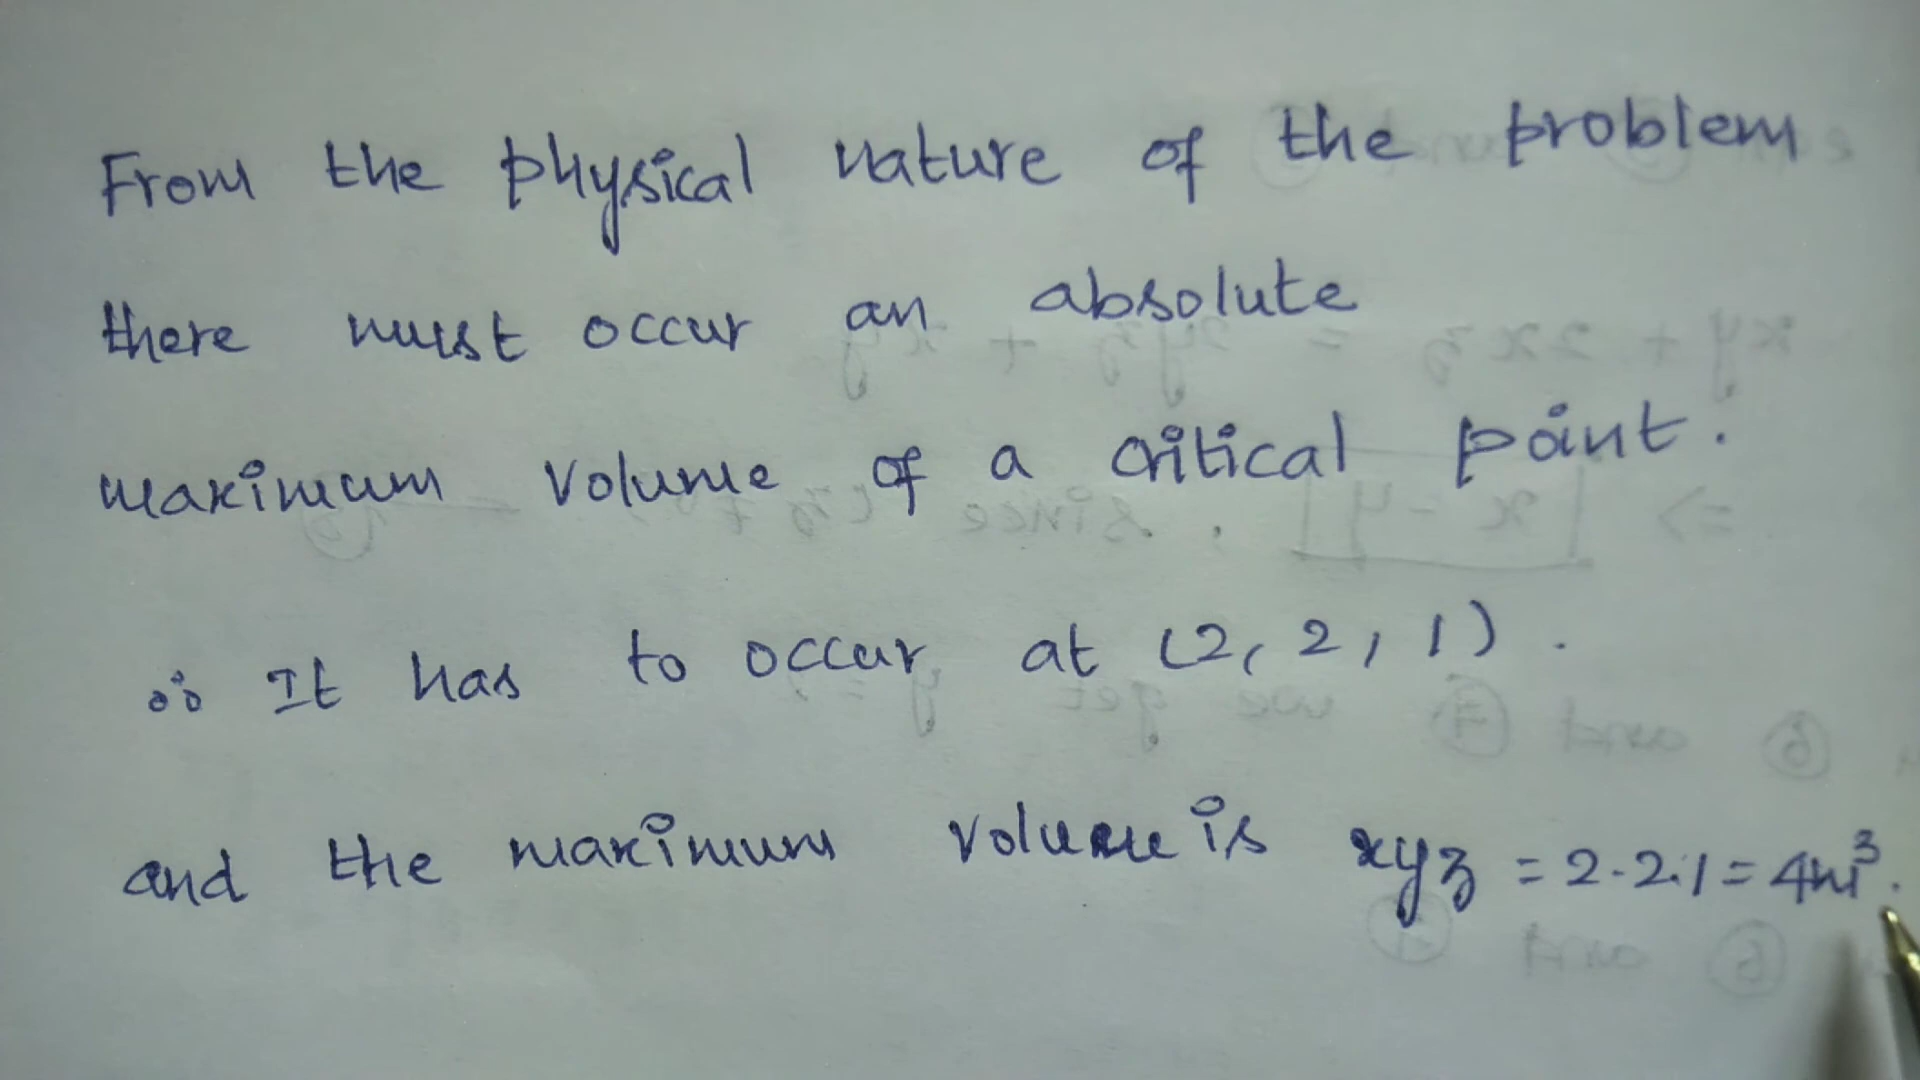 From the physical nature of the problem
there must occur an absolute
maximum volume of a critical point.
∴ It has to occur at (2, 2, 1).
and the maximum volume is xyz = 2·2·1 = 4m³.